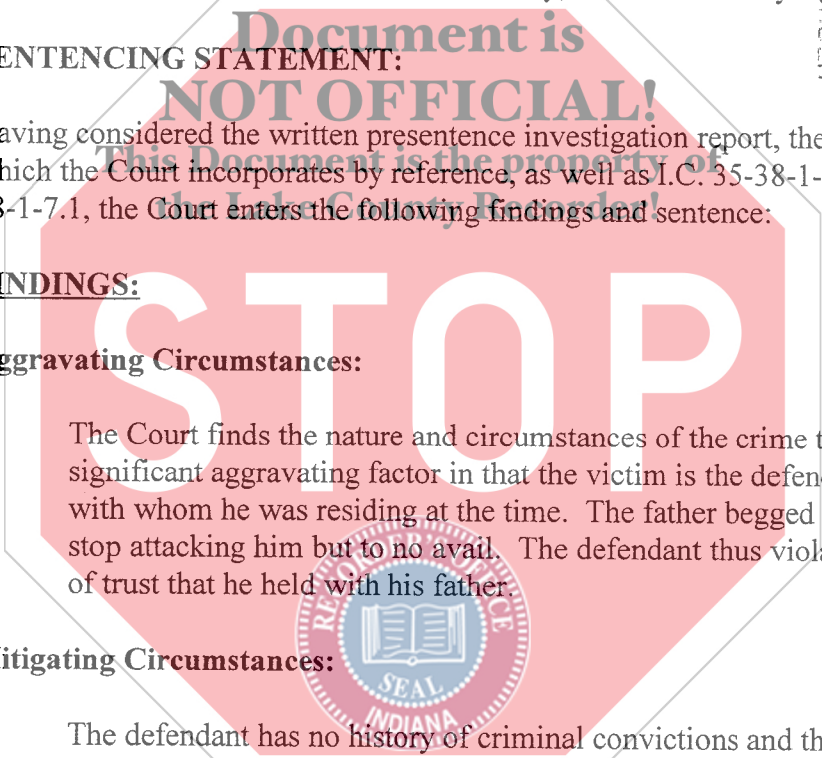 Document is
ENTENCING STATEMENT:
NOT OFFICIAL!
aving considered the written presentence investigation report, the
This Document is the property of
hich the Court incorporates by reference, as well as I.C. 35-38-1-
the Lake County Recorder!
8-1-7.1, the Court enters the following findings and sentence:
INDINGS:
STOP
ggravating Circumstances:
The Court finds the nature and circumstances of the crime t
significant aggravating factor in that the victim is the defen
with whom he was residing at the time. The father begged
stop attacking him but to no avail. The defendant thus viola
of trust that he held with his father.
RECORDER'S OFFICE
SEAL
INDIANA
itigating Circumstances:
The defendant has no history of criminal convictions and th